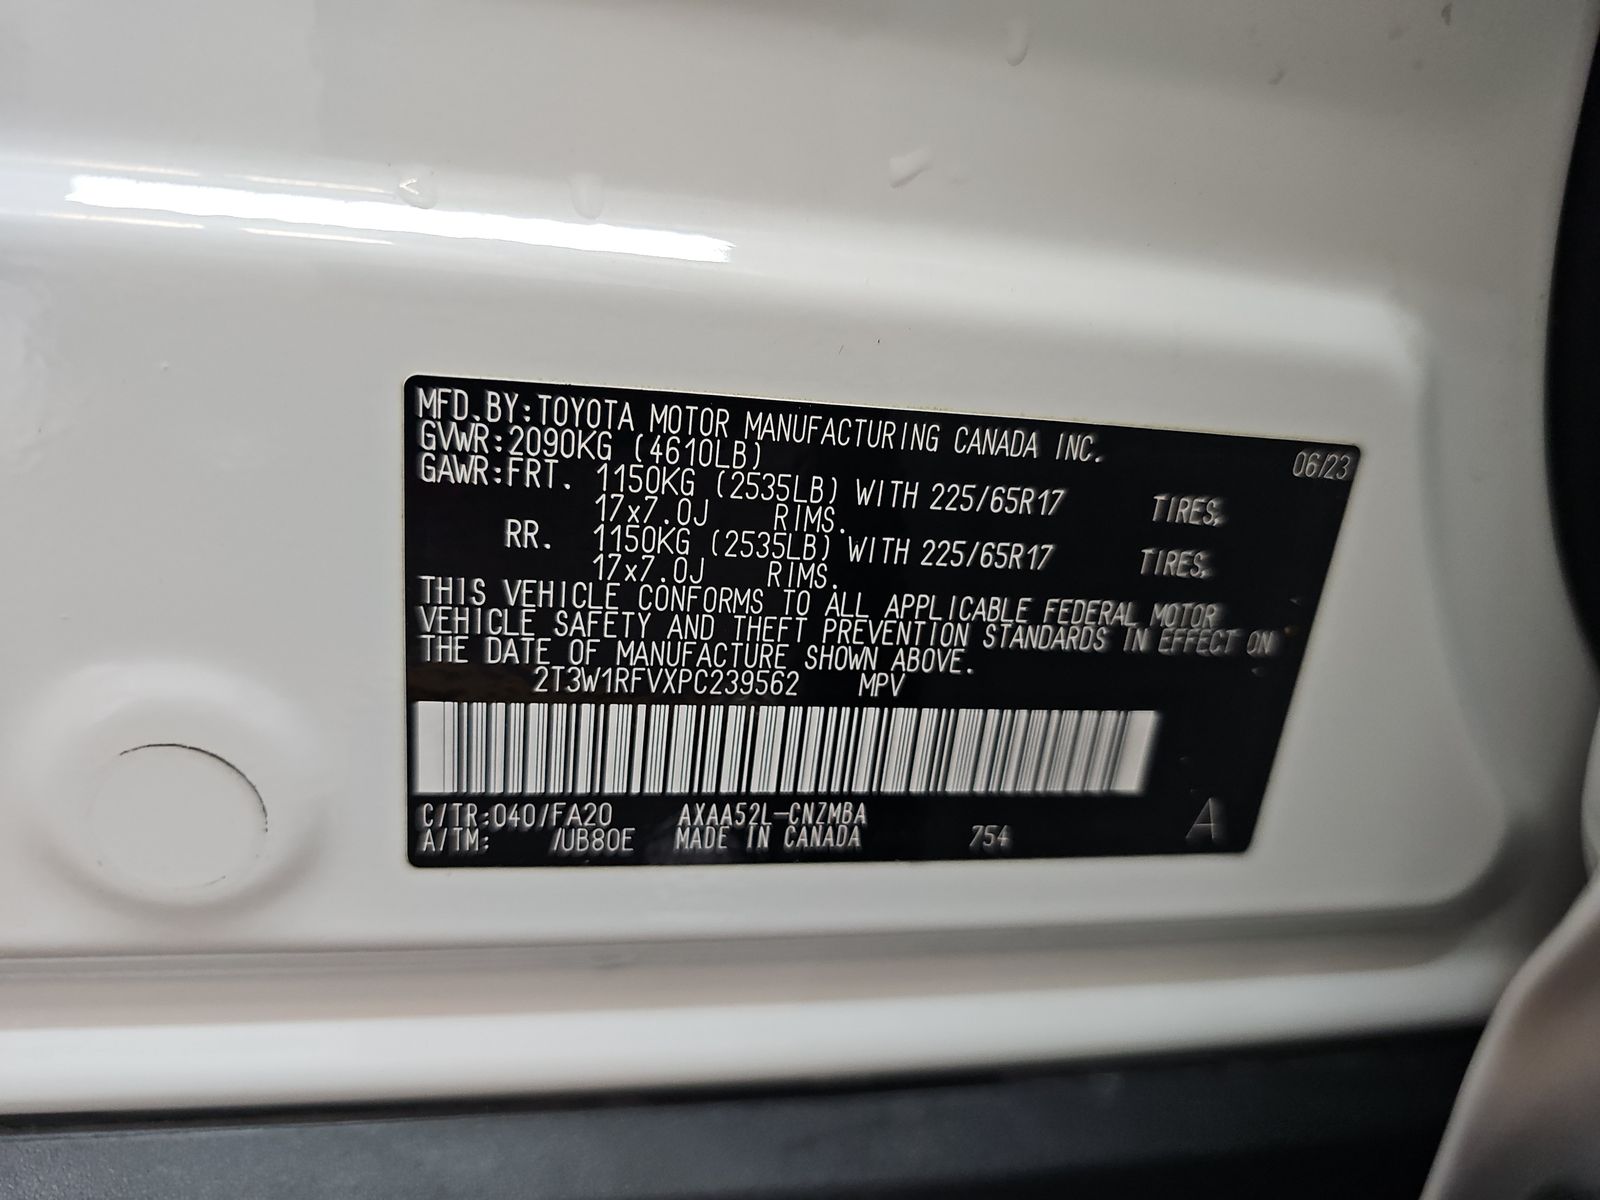 MFD.BY:TOYOTA MOTOR MANUFACTURING CANADA INC.
GVWR:2090KG (4610LB) 06/23
GAWR:FRT. 1150KG (2535LB) WITH 225/65R17 TIRES,
17x7.0J RIMS.
RR. 1150KG (2535LB) WITH 225/65R17 TIRES,
17x7.0J RIMS.
THIS VEHICLE CONFORMS TO ALL APPLICABLE FEDERAL MOTOR
VEHICLE SAFETY AND THEFT PREVENTION STANDARDS IN EFFECT ON
THE DATE OF MANUFACTURE SHOWN ABOVE.
2T3W1RFVXPC239562 MPV
C/TR:040/FA20 AXAA52L-CNZMBA A
A/TM: /UB80E MADE IN CANADA 754